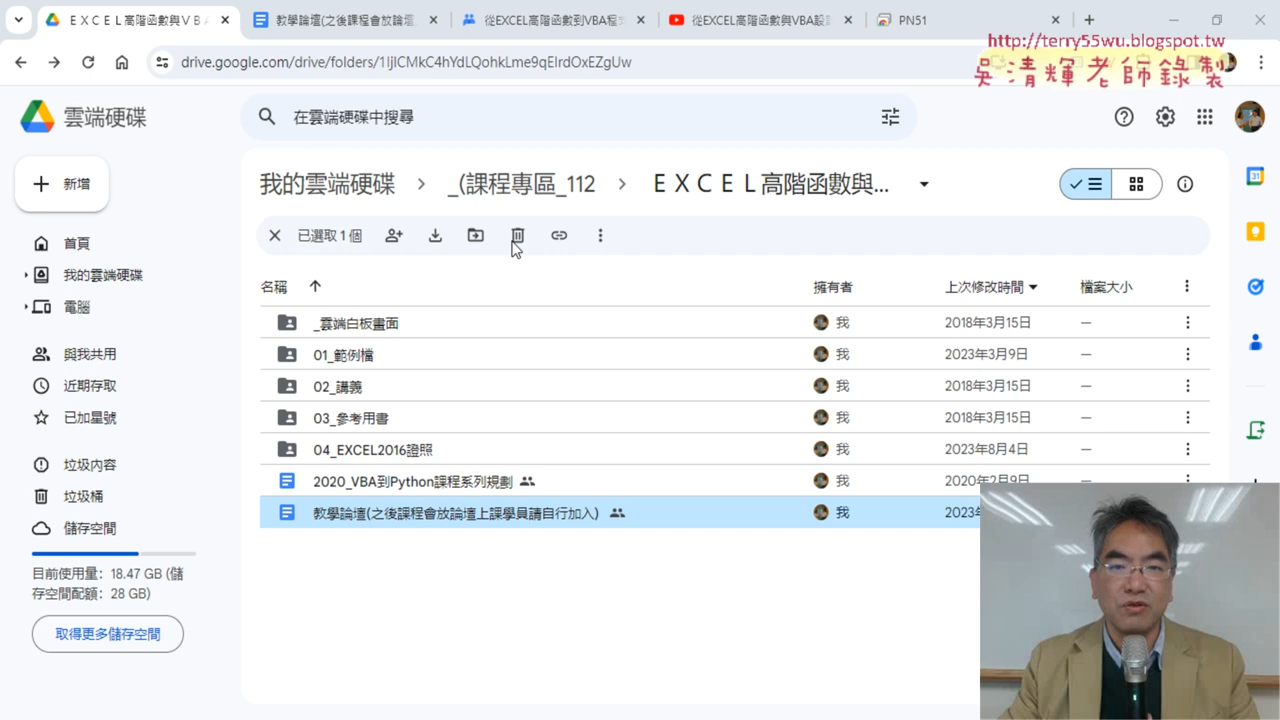 ＥＸＣＥＬ高階函數與ＶＢＡ
教學論壇(之後課程會放論壇
從EXCEL高階函數到VBA程
從EXCEL高階函數與VBA設
PN51
http://terry55wu.blogspot.tw
吳清輝老師錄製
drive.google.com/drive/folders/1IjICMkC4hYdLQohkLme9qEIrdOxEZgUw
雲端硬碟
在雲端硬碟中搜尋
新增
我的雲端硬碟 › _(課程專區_112 › ＥＸＣＥＬ高階函數與...
已選取 1 個
首頁
我的雲端硬碟
電腦
與我共用
近期存取
已加星號
垃圾內容
垃圾桶
儲存空間
目前使用量：18.47 GB (儲
存空間配額：28 GB)
取得更多儲存空間
名稱 擁有者 上次修改時間 檔案大小
_雲端白板畫面 我 2018年3月15日 —
01_範例檔 我 2023年3月9日 —
02_講義 我 2018年3月15日 —
03_參考用書 我 2018年3月15日 —
04_EXCEL2016證照 我 2023年8月4日 —
2020_VBA到Python課程系列規劃 我 2020年2月9日
教學論壇(之後課程會放論壇上課學員請自行加入) 我 2023
31